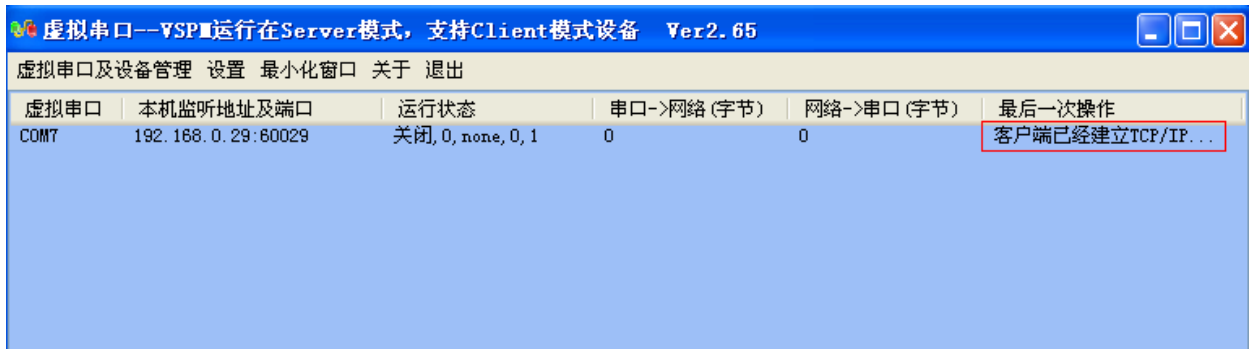 虚拟串口--VSPM运行在Server模式，支持Client模式设备 Ver2.65
虚拟串口及设备管理 设置 最小化窗口 关于 退出
虚拟串口 本机监听地址及端口 运行状态 串口->网络(字节) 网络->串口(字节) 最后一次操作
COM7 192.168.0.29:60029 关闭,0,none,0,1 0 0 客户端已经建立TCP/IP...